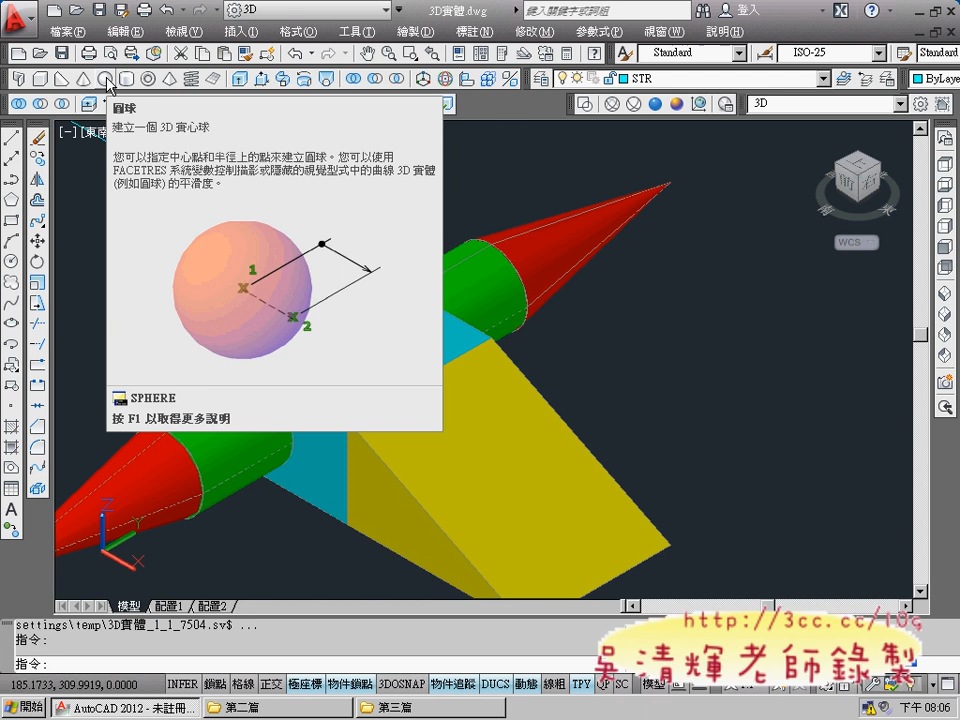 3D
3D實體.dwg
鍵入關鍵字或詞組
登入
檔案(F) 編輯(E) 檢視(V) 插入(I) 格式(O) 工具(T) 繪製(D) 標註(N) 修改(M) 參數式(P) 視窗(W) 說明(H)
Standard
ISO-25
Standard
STR
ByLaye
3D
[−][東南
圓球
建立一個 3D 實心球
您可以指定中心點和半徑上的點來建立圓球。您可以使用
FACETRES 系統變數控制描影或隱藏的視覺型式中的曲線 3D 實體
(例如圓球) 的平滑度。
1
2
SPHERE
按 F1 以取得更多說明
上
前
右
南
東
WCS
Z
Y
X
A
模型 / 配置1 / 配置2 /
settings\temp\3D實體_1_1_7504.sv$ ...
指令:
指令:
http://3cc.cc/10q
吳清輝老師錄製
185.1733, 309.9919, 0.0000
INFER 鎖點 格線 正交 極座標 物件鎖點 3DOSNAP 物件追蹤 DUCS 動態 線粗 TPY QP SC
模型
開始
AutoCAD 2012 - 未註冊...
第二篇
第三篇
下午 08:06